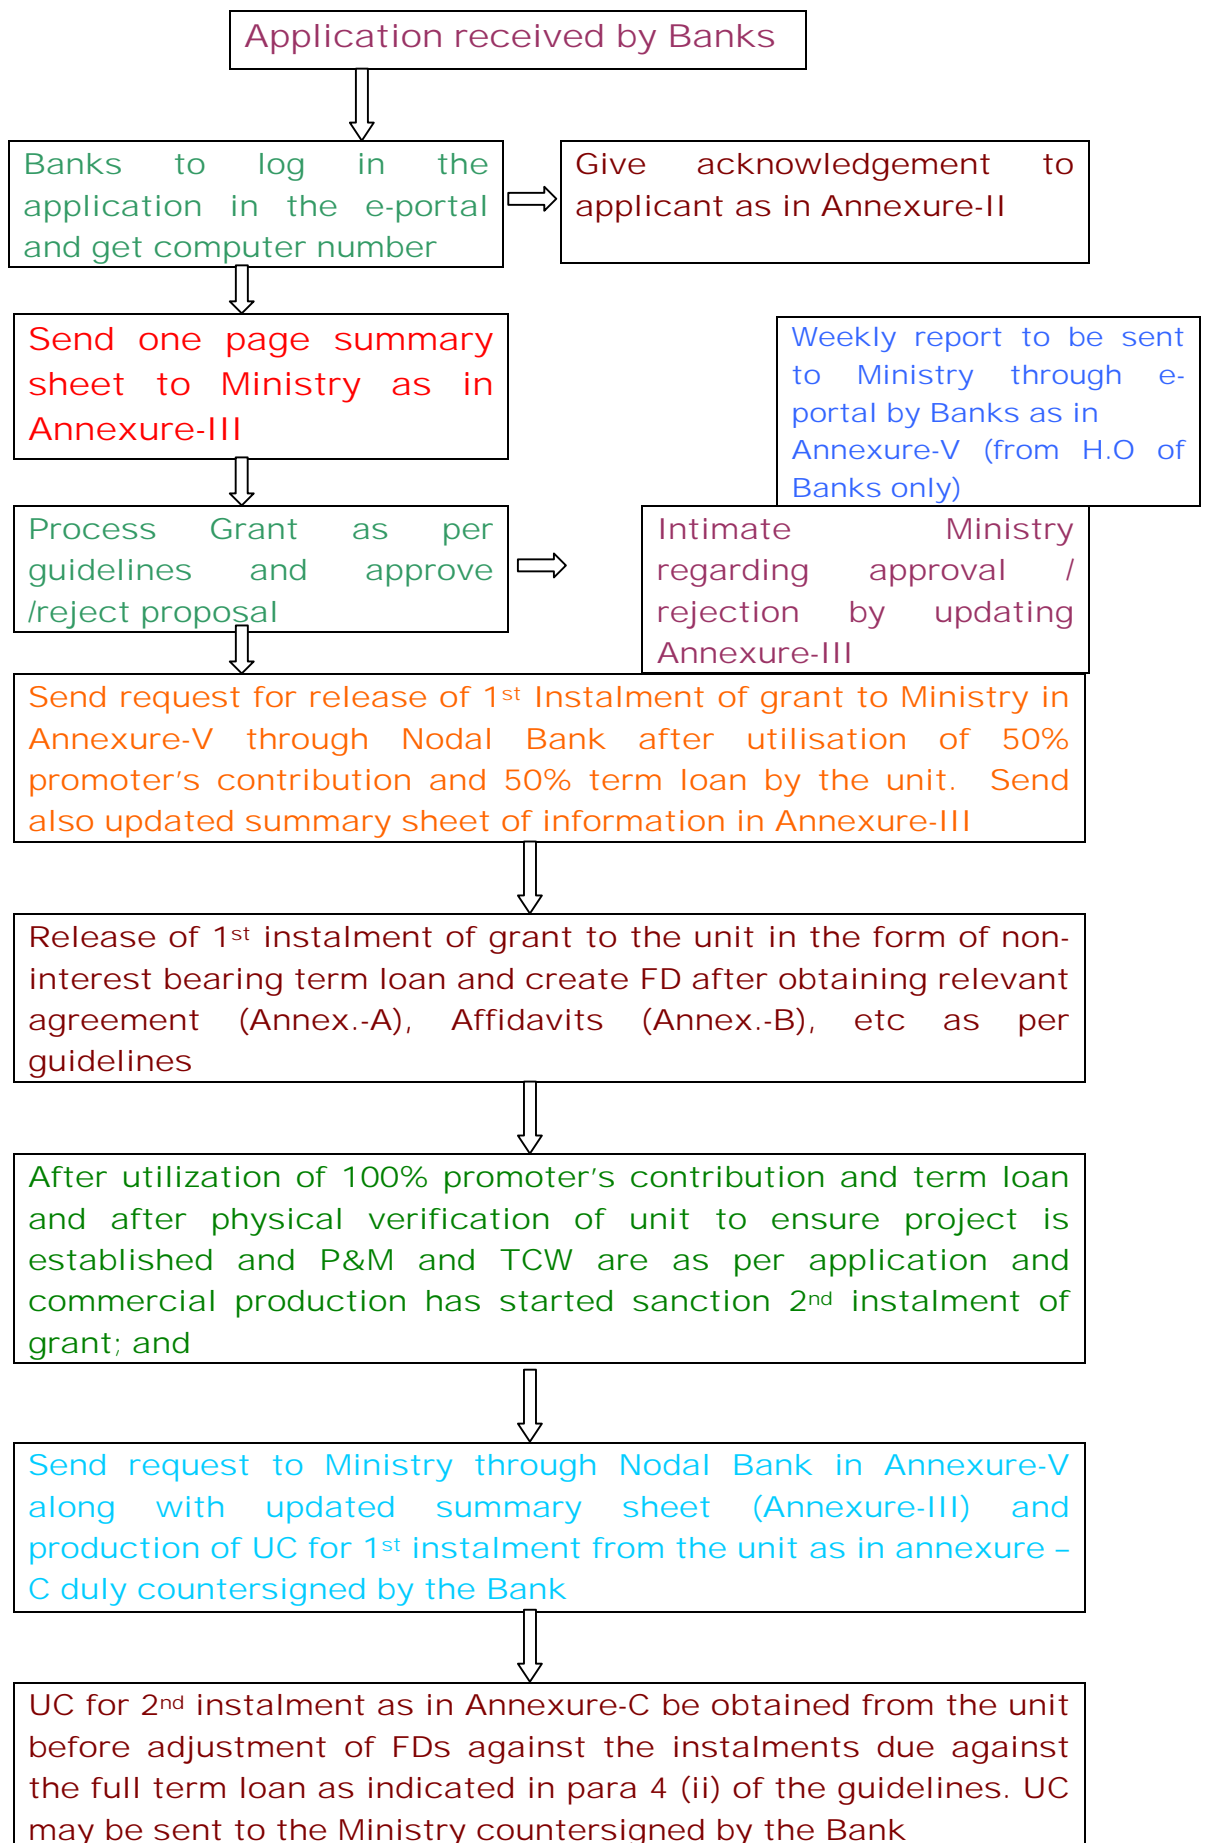 Application received by Banks
Banks to log in the
application in the e-portal
and get computer number
Give acknowledgement to
applicant as in Annexure-II
Send one page summary
sheet to Ministry as in
Annexure-III
Weekly report to be sent
to Ministry through e-
portal by Banks as in
Annexure-V (from H.O of
Banks only)
Process Grant as per
guidelines and approve
/reject proposal
Intimate Ministry
regarding approval /
rejection by updating
Annexure-III
Send request for release of 1st Instalment of grant to Ministry in
Annexure-V through Nodal Bank after utilisation of 50%
promoter's contribution and 50% term loan by the unit. Send
also updated summary sheet of information in Annexure-III
Release of 1st instalment of grant to the unit in the form of non-
interest bearing term loan and create FD after obtaining relevant
agreement (Annex.-A), Affidavits (Annex.-B), etc as per
guidelines
After utilization of 100% promoter's contribution and term loan
and after physical verification of unit to ensure project is
established and P&M and TCW are as per application and
commercial production has started sanction 2nd instalment of
grant; and
Send request to Ministry through Nodal Bank in Annexure-V
along with updated summary sheet (Annexure-III) and
production of UC for 1st instalment from the unit as in annexure –
C duly countersigned by the Bank
UC for 2nd instalment as in Annexure-C be obtained from the unit
before adjustment of FDs against the instalments due against
the full term loan as indicated in para 4 (ii) of the guidelines. UC
may be sent to the Ministry countersigned by the Bank